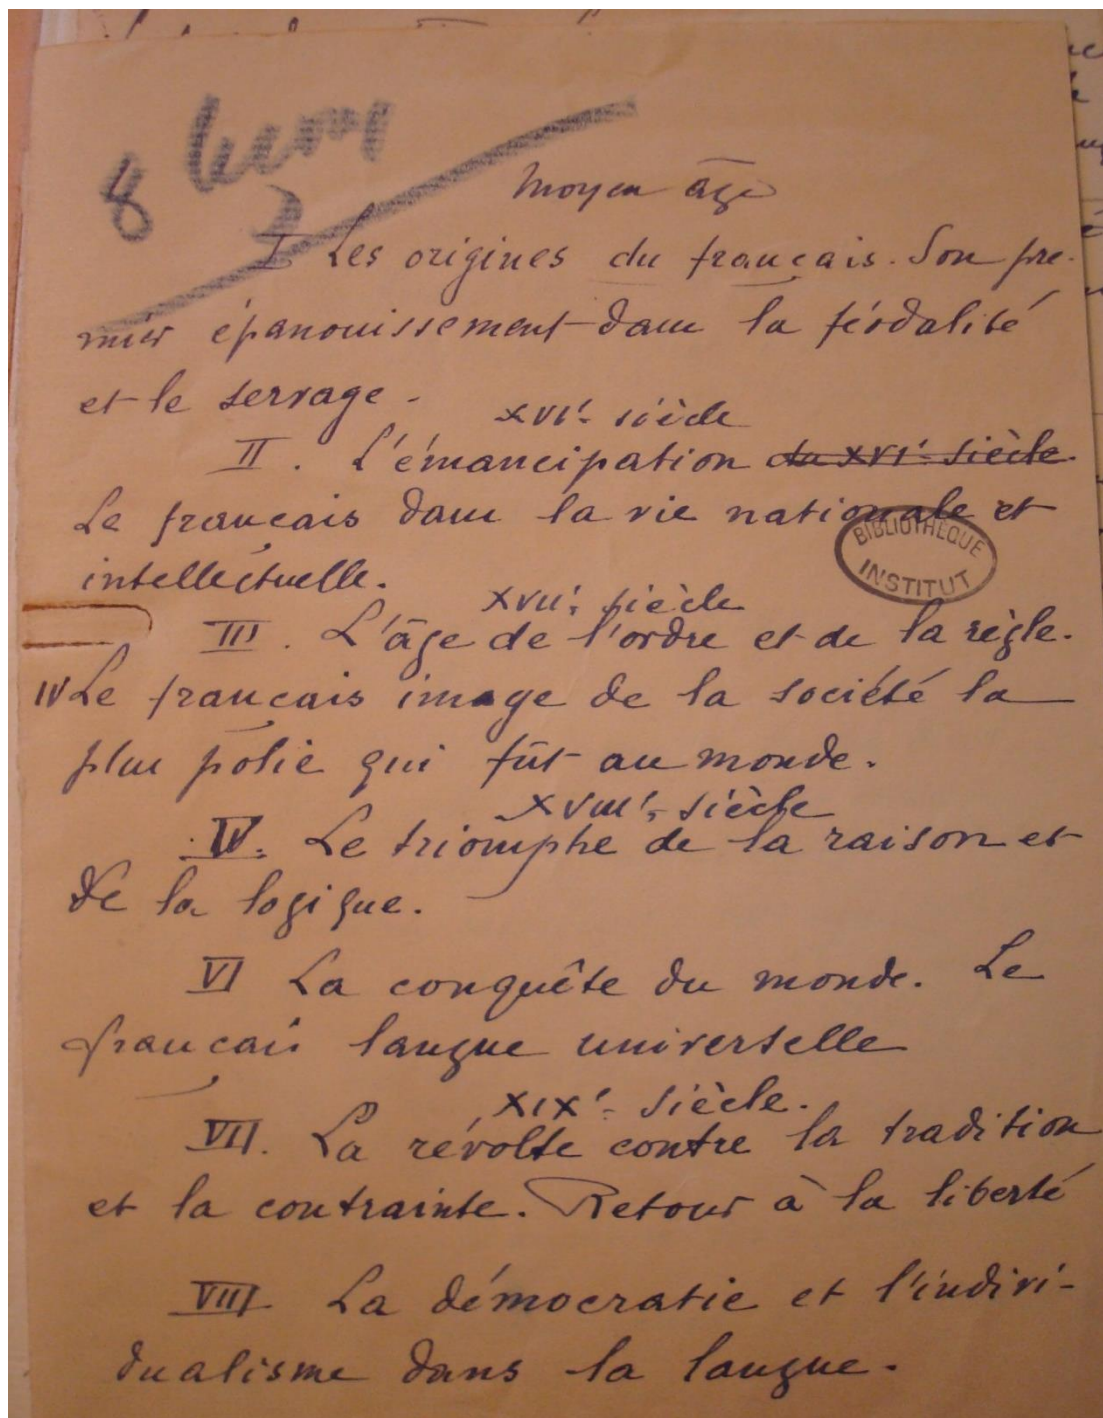 8
Moyen âge
I Les origines du français. Son pre-
mier épanouissement dans la féodalité
et le servage.
XVIe siècle
II. L'émancipation du XVIe siècle.
Le français dans la vie nationale et
BIBLIOTHÈQUE
INSTITUT
intellectuelle.
XVIIe siècle
III. L'âge de l'ordre et de la règle.
IV Le français image de la société la
plus polie qui fût au monde.
XVIIIe siècle
V. Le triomphe de la raison et
de la logique.
VI La conquête du monde. Le
français langue universelle
XIXe siècle.
VII. La révolte contre la tradition
et la contrainte. Retour à la liberté
VIII La démocratie et l'indivi-
dualisme dans la langue.